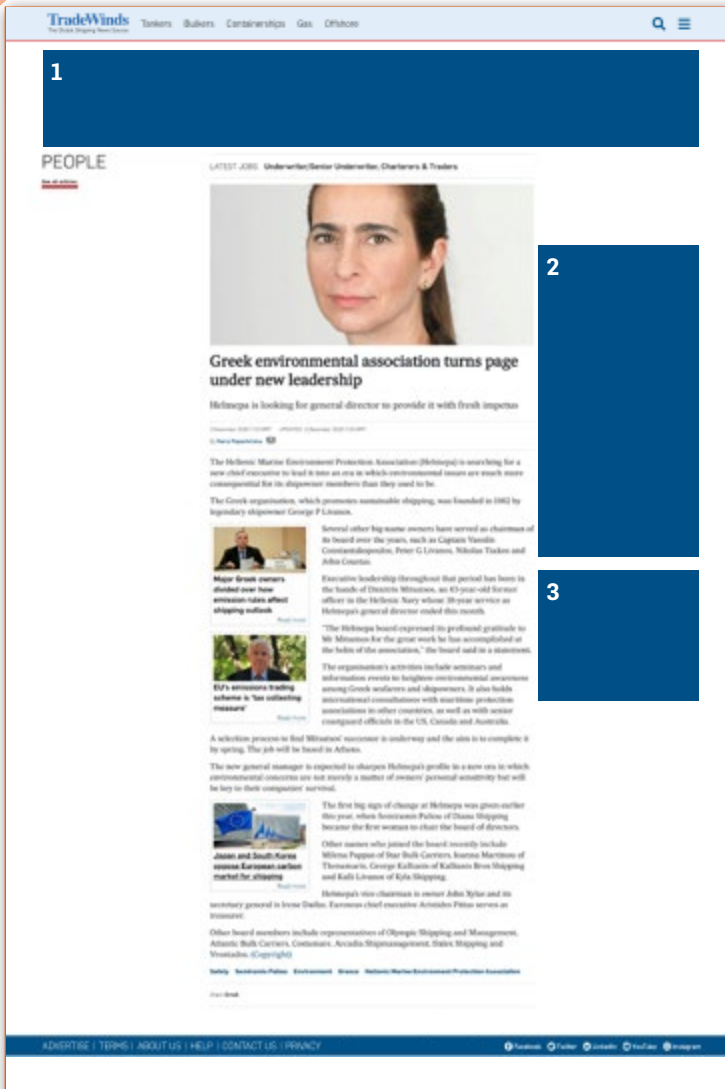 TradeWinds
The Global Shipping News Source
Tankers Bulkers Containerships Gas Offshore
1
PEOPLE
See all articles
LATEST JOBS Underwriter/Senior Underwriter, Charterers & Traders
2
Greek environmental association turns page
under new leadership
Helmepa is looking for general director to provide it with fresh impetus
The Hellenic Marine Environment Protection Association (Helmepa) is searching for a
new chief executive to lead it into an era in which environmental issues are much more
consequential for its shipowner members than they used to be.
The Greek organisation, which promotes sustainable shipping, was founded in 1982 by
legendary shipowner George P Livanos.
Several other big-name owners have served as chairman of
its board over the years, such as Captain Vassilis
Constantakopoulos, Peter G Livanos, Nikolas Tsakos and
John Coustas.
Major Greek owners
divided over how
emission rules affect
shipping outlook
Read more
Executive leadership throughout that period has been in
the hands of Dimitris Mitsatsos, an 83-year-old former
officer in the Hellenic Navy whose 38-year service as
Helmepa's general director ended this month.
3
"The Helmepa board expressed its profound gratitude to
Mr Mitsatsos for the great work he has accomplished at
the helm of the association," the board said in a statement.
EU's emissions trading
scheme is 'tax collecting
measure'
Read more
The organisation's activities include seminars and
information events to heighten environmental awareness
among Greek seafarers and shipowners. It also holds
international consultations with maritime protection
associations in other countries, as well as with senior
coastguard officials in the US, Canada and Australia.
A selection process to find Mitsatsos' successor is underway and the aim is to complete it
by spring. The job will be based in Athens.
The new general manager is expected to sharpen Helmepa's profile in a new era in which
environmental concerns are not merely a matter of owners' personal sensitivity but will
be key to their companies' survival.
The first big sign of change at Helmepa was given earlier
this year, when Semiramis Paliou of Diana Shipping
became the first woman to chair the board of directors.
Japan and South Korea
oppose European carbon
market for shipping
Read more
Other names who joined the board recently include
Milena Pappas of Star Bulk Carriers, Ioanna Martinou of
Thenamaris, George Kallianis of Kallianis Bros Shipping
and Kalli Livanos of Kyla Shipping.
Helmepa's vice chairman is owner John Xylas and its
secretary general is Irene Daifas. Euroseas chief executive Aristides Pittas serves as
treasurer.
Other board members include representatives of Olympic Shipping and Management,
Atlantic Bulk Carriers, Costamare, Arcadia Shipmanagement, Halex Shipping and
Vrontados. (Copyright)
Safety Semiramis Paliou Environment Greece Hellenic Marine Environment Protection Association
ADVERTISE | TERMS | ABOUT US | HELP | CONTACT US | PRIVACY
Facebook Twitter LinkedIn YouTube Instagram